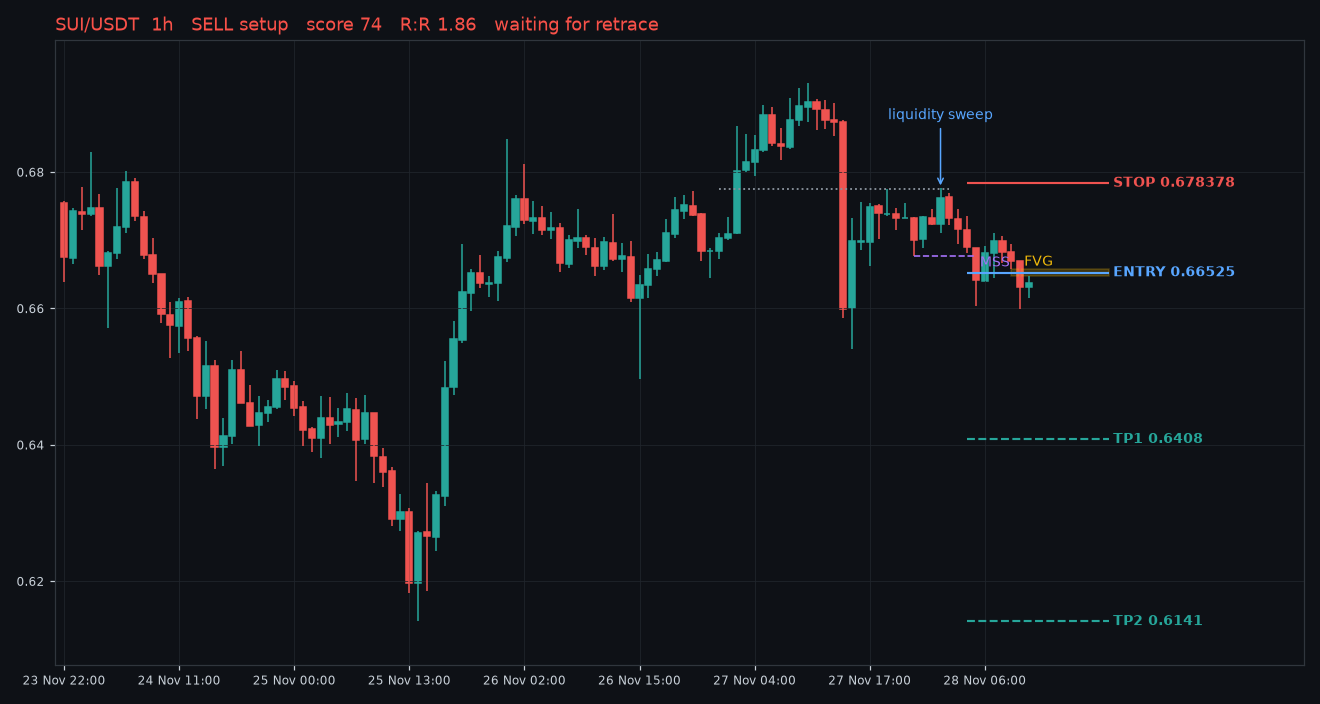 SUI/USDT 1h SELL setup score 74 R:R 1.86 waiting for retrace
liquidity sweep
0.68
STOP 0.678378
MSS
FVG
ENTRY 0.66525
0.66
0.64
TP1 0.6408
0.62
TP2 0.6141
23 Nov 22:00
24 Nov 11:00
25 Nov 00:00
25 Nov 13:00
26 Nov 02:00
26 Nov 15:00
27 Nov 04:00
27 Nov 17:00
28 Nov 06:00